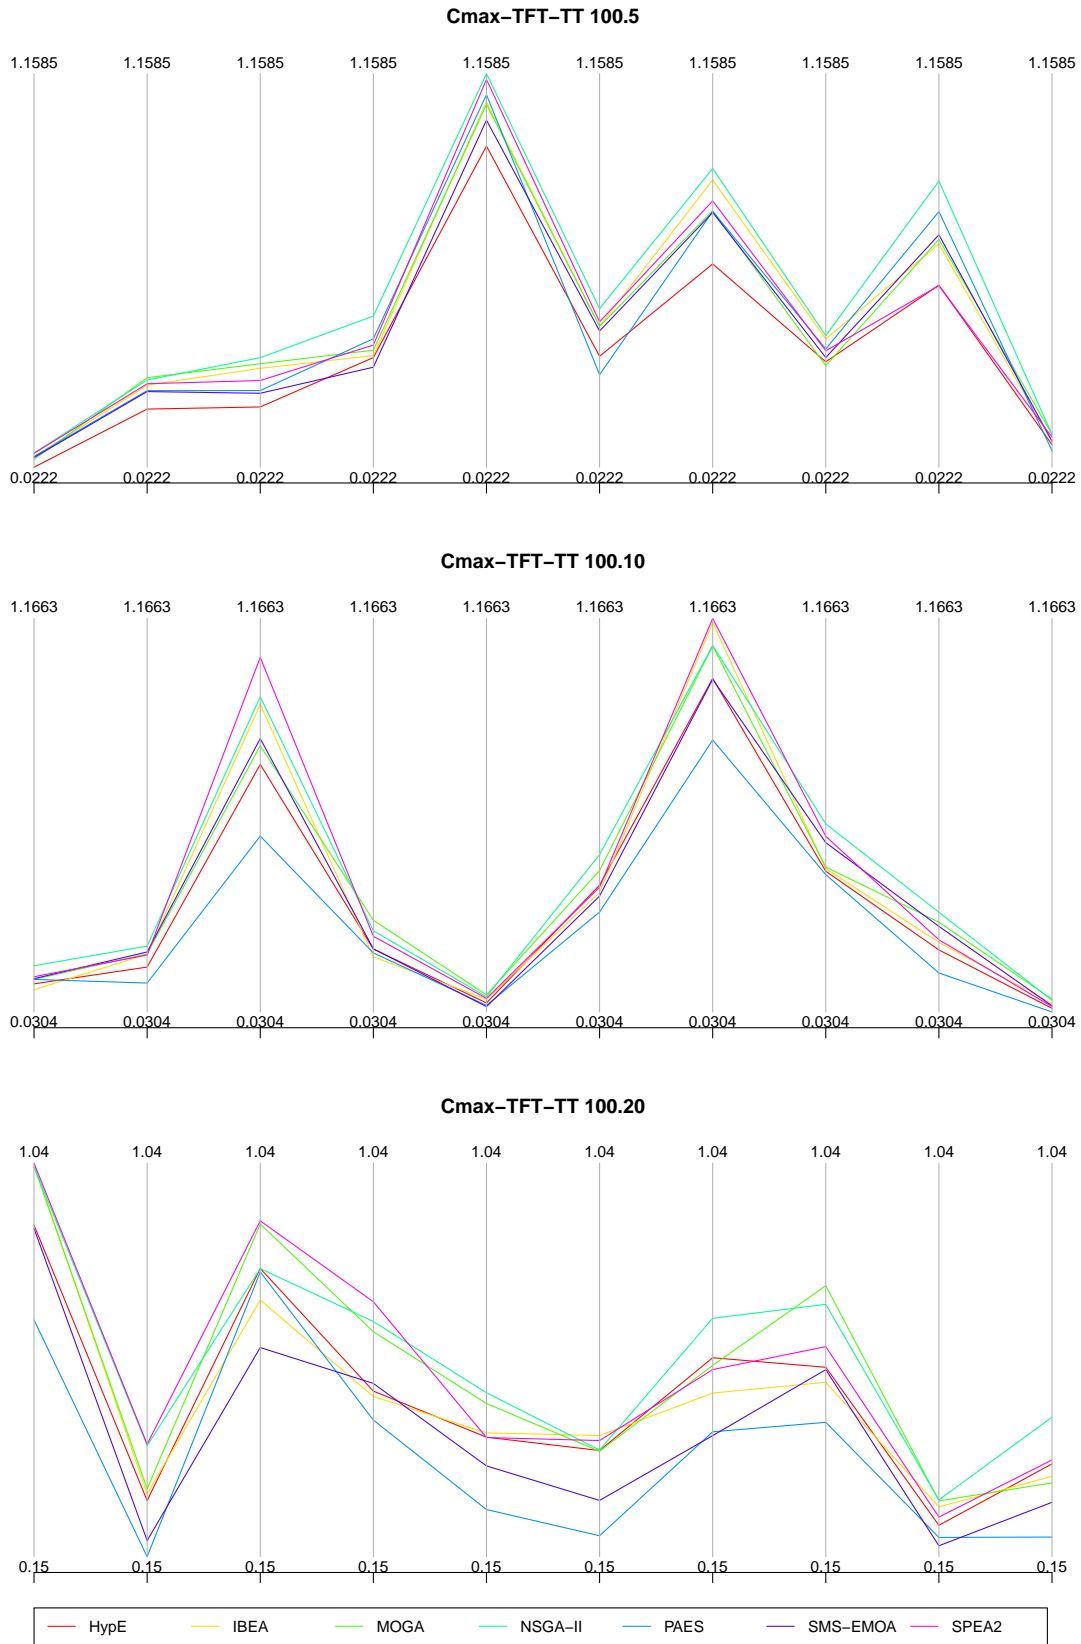 Cmax−TFT−TT 100.5
1.1585 1.1585 1.1585 1.1585 1.1585 1.1585 1.1585 1.1585 1.1585 1.1585
0.0222 0.0222 0.0222 0.0222 0.0222 0.0222 0.0222 0.0222 0.0222 0.0222
Cmax−TFT−TT 100.10
1.1663 1.1663 1.1663 1.1663 1.1663 1.1663 1.1663 1.1663 1.1663 1.1663
0.0304 0.0304 0.0304 0.0304 0.0304 0.0304 0.0304 0.0304 0.0304 0.0304
Cmax−TFT−TT 100.20
1.04 1.04 1.04 1.04 1.04 1.04 1.04 1.04 1.04 1.04
0.15 0.15 0.15 0.15 0.15 0.15 0.15 0.15 0.15 0.15
HypE IBEA MOGA NSGA−II PAES SMS−EMOA SPEA2